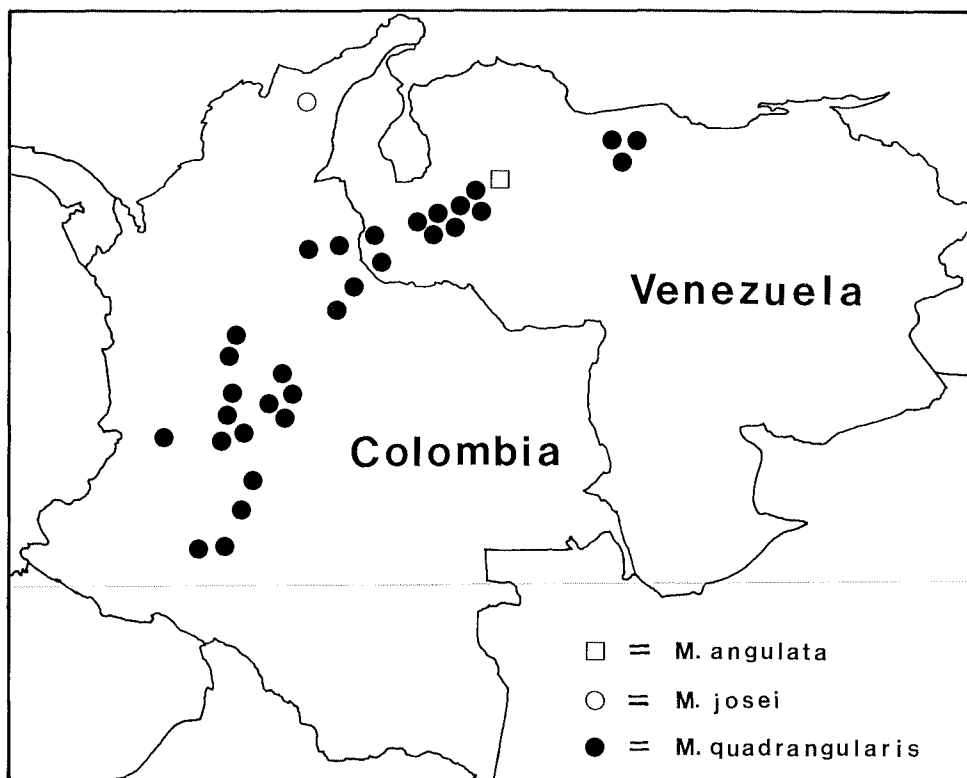 Venezuela
Colombia
□ = M. angulata
○ = M. josei
● = M. quadrangularis